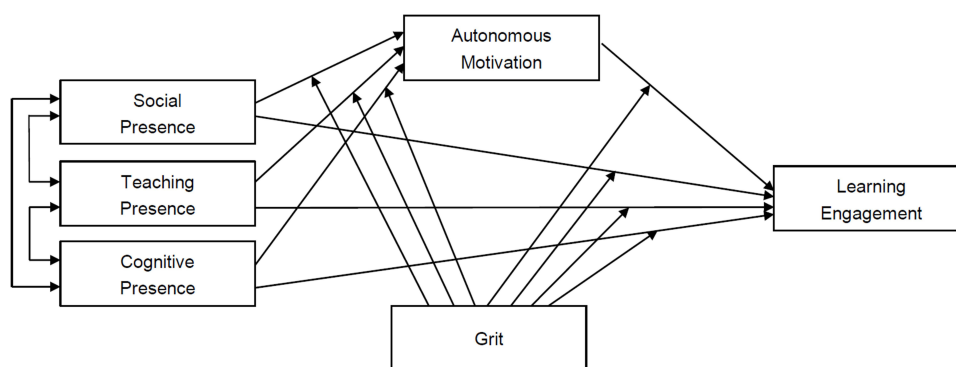 Autonomous
Motivation
Social
Presence
Teaching
Presence
Cognitive
Presence
Learning
Engagement
Grit